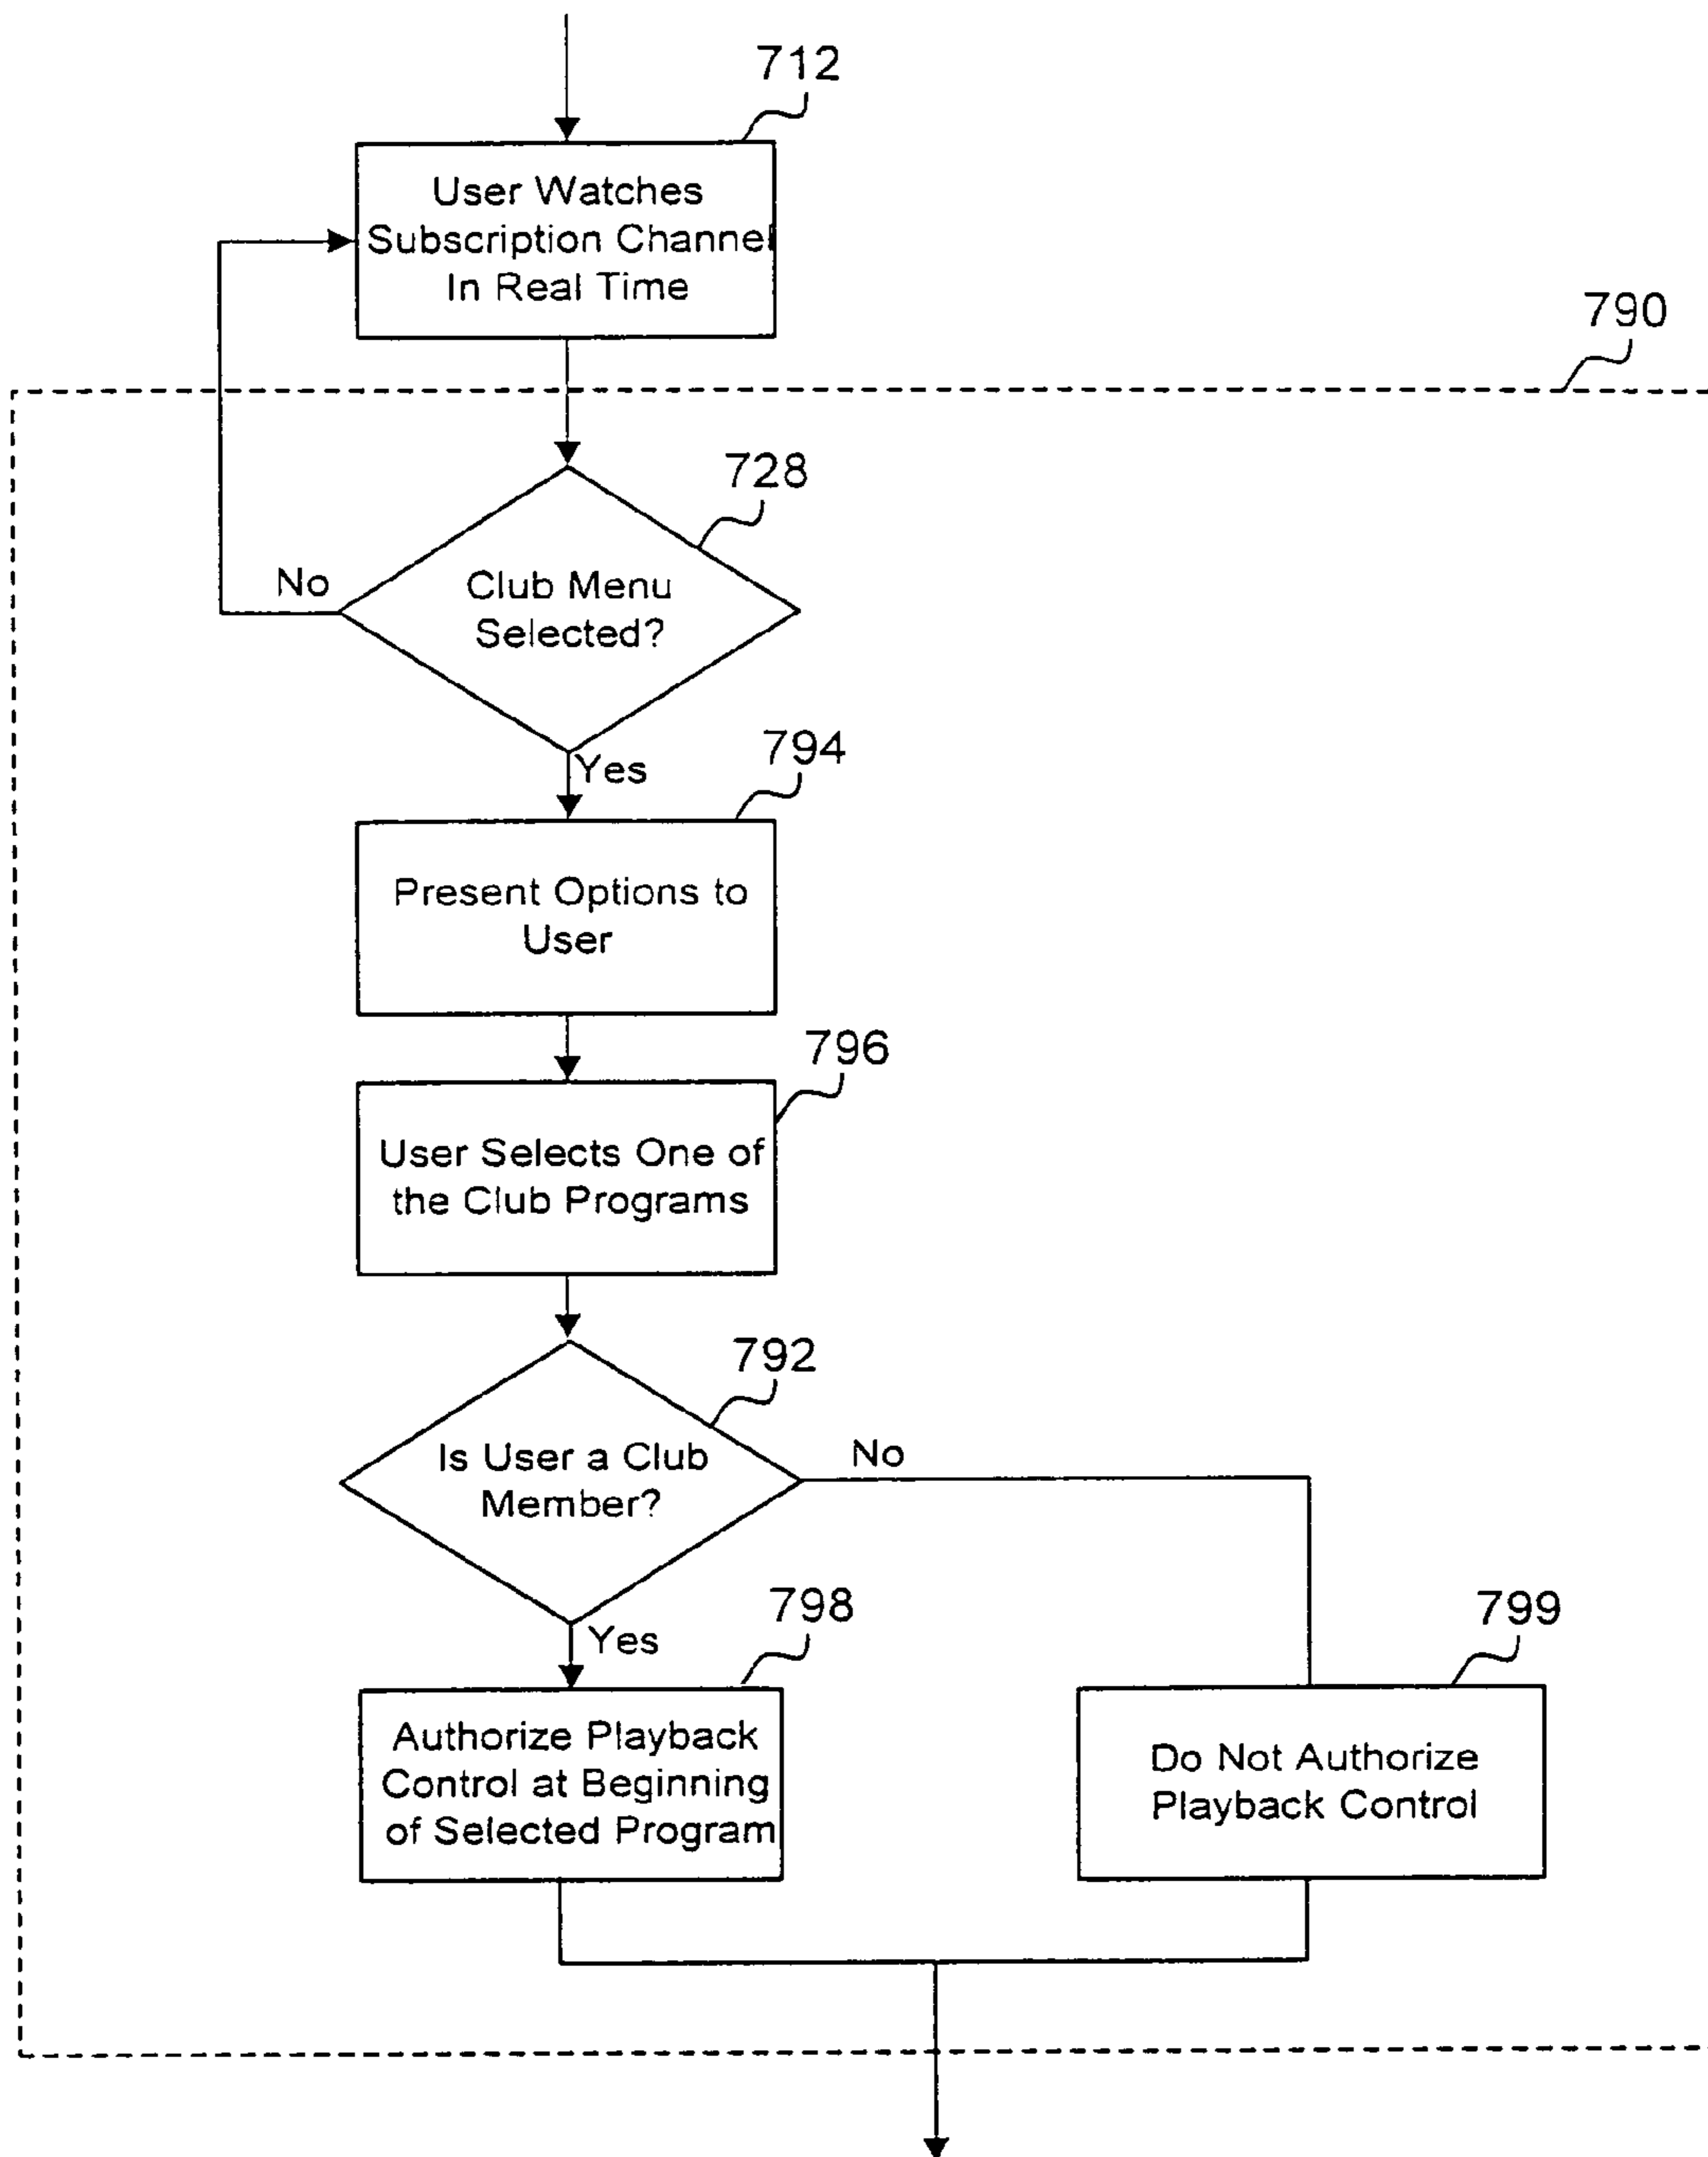 712
User Watches
Subscription Channel
In Real Time
790
728
No
Club Menu
Selected?
794
Yes
Present Options to
User
796
User Selects One of
the Club Programs
792
No
Is User a Club
Member?
798
799
Yes
Authorize Playback
Control at Beginning
of Selected Program
Do Not Authorize
Playback Control